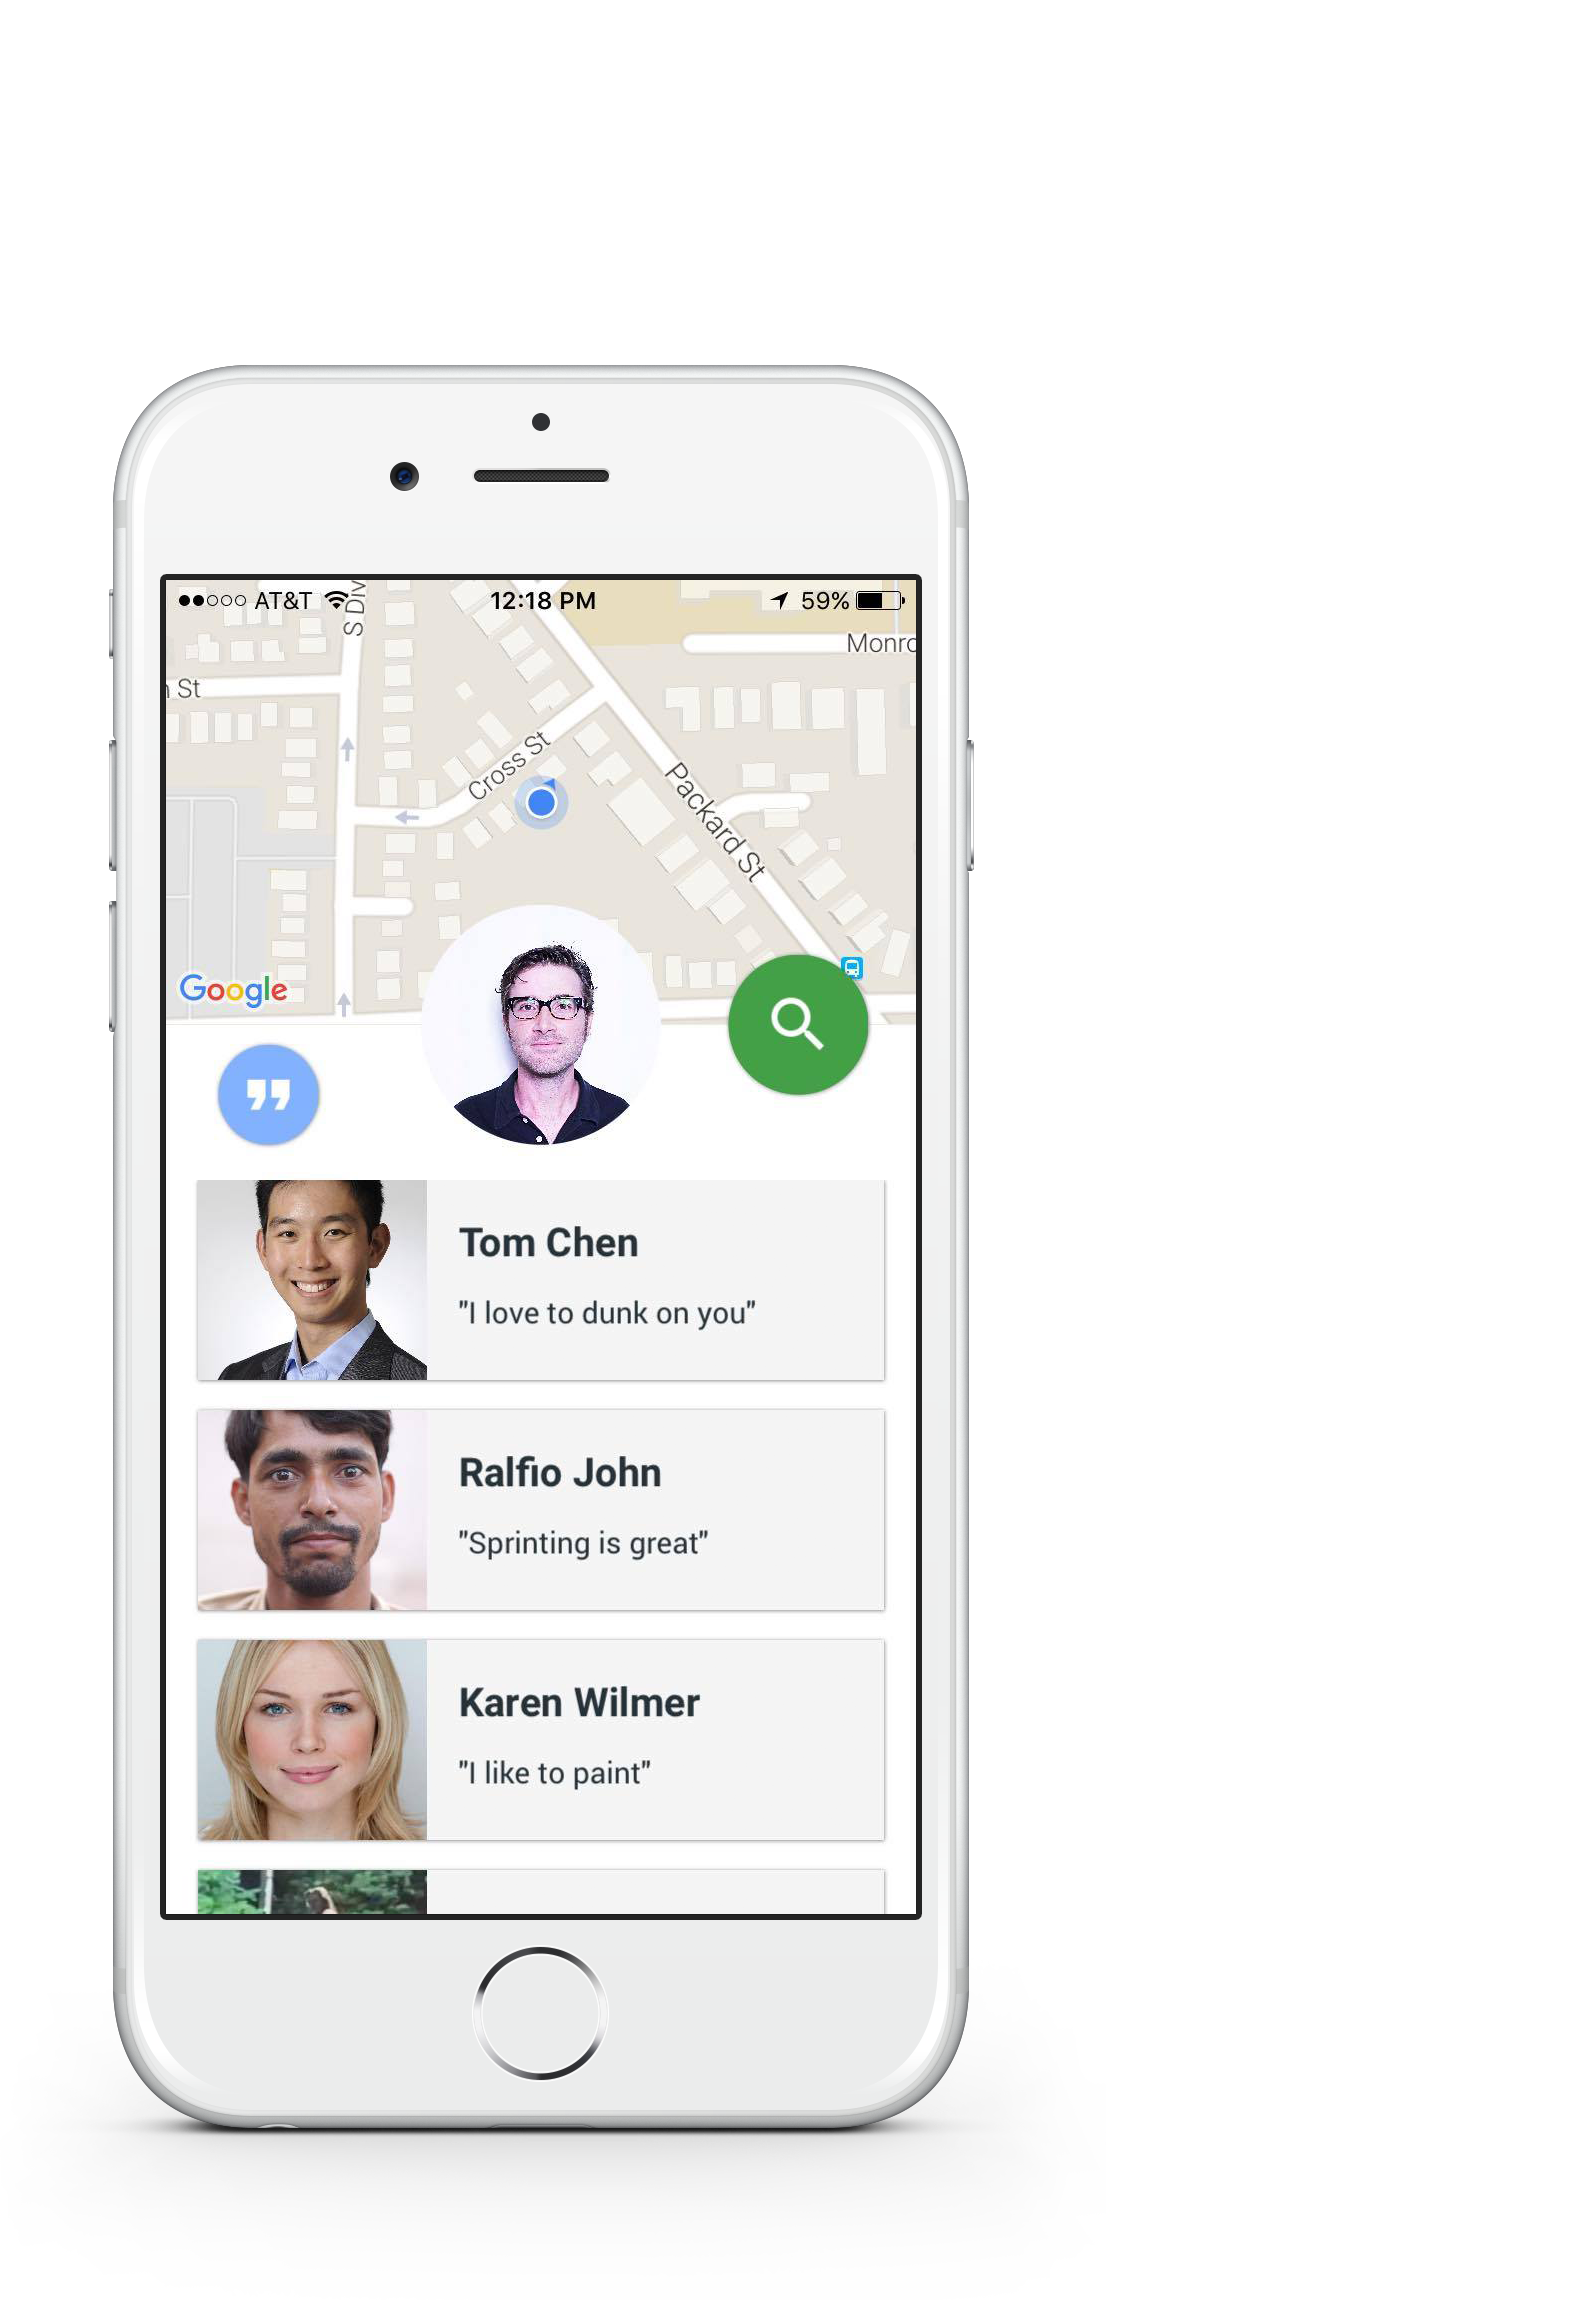 AT&T 12:18 PM 59%
S Div
Monro
n St
Cross St
Packard St
Google
Tom Chen
"I love to dunk on you"
Ralfio John
"Sprinting is great"
Karen Wilmer
"I like to paint"